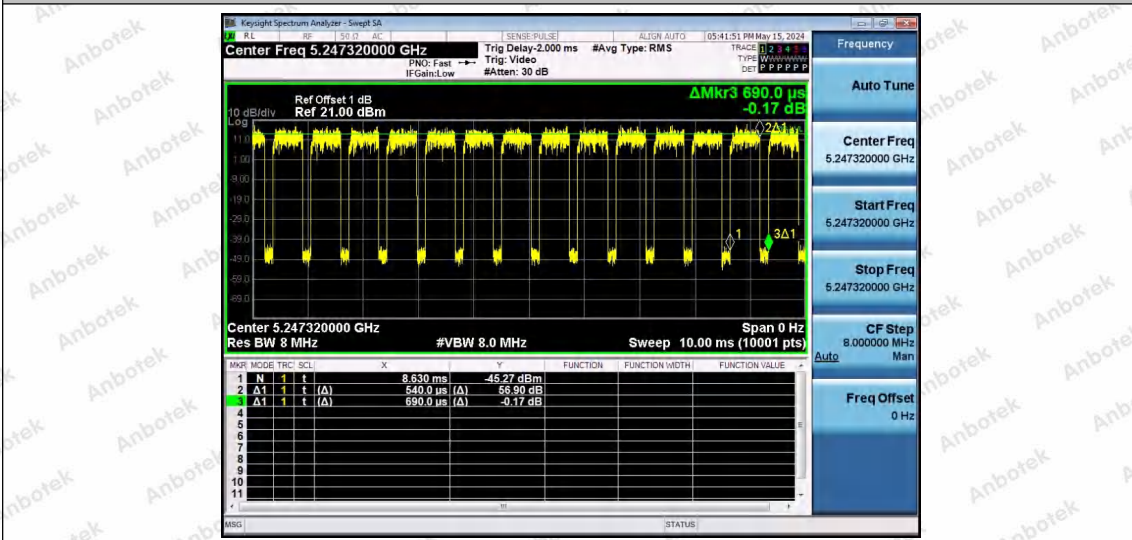 Keysight Spectrum Analyzer - Swept SA
RL RF 50 Ω AC SENSE:PULSE ALIGN AUTO 05:41:51 PM May 15, 2024
Center Freq 5.247320000 GHz
PNO: Fast
IFGain:Low
Trig Delay-2.000 ms
Trig: Video
#Atten: 30 dB
#Avg Type: RMS
TRACE 1 2 3 4 5 6
TYPE WWWWWW
DET P P P P P P
Ref Offset 1 dB
Ref 21.00 dBm
10 dB/div
Log
ΔMkr3 690.0 µs
-0.17 dB
11.0
1.00
-9.00
-19.0
-29.0
-39.0
-49.0
-59.0
-69.0
2Δ1
1
3Δ1
Center 5.247320000 GHz Span 0 Hz
Res BW 8 MHz #VBW 8.0 MHz Sweep 10.00 ms (10001 pts)
MKR MODE TRC SCL X Y FUNCTION FUNCTION WIDTH FUNCTION VALUE
1 N 1 t 8.630 ms -45.27 dBm
2 Δ1 1 t (Δ) 540.0 µs (Δ) 56.90 dB
3 Δ1 1 t (Δ) 690.0 µs (Δ) -0.17 dB
4
5
6
7
8
9
10
11
MSG STATUS
Frequency
Auto Tune
Center Freq
5.247320000 GHz
Start Freq
5.247320000 GHz
Stop Freq
5.247320000 GHz
CF Step
8.000000 MHz
Auto Man
Freq Offset
0 Hz
Anbotek